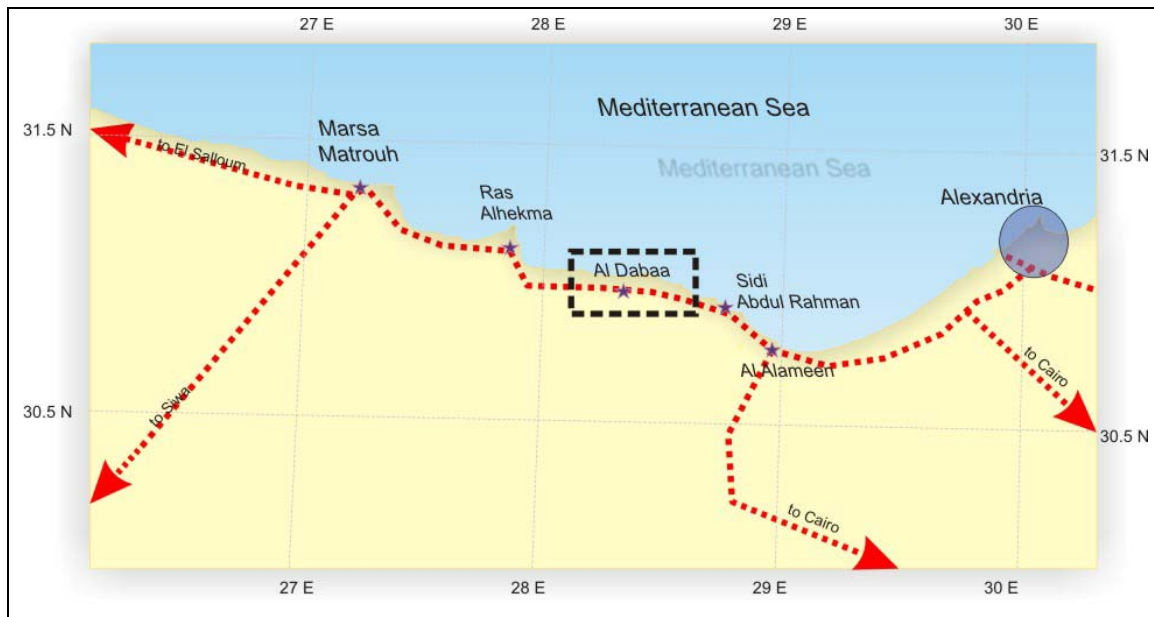 27 E
28 E
29 E
30 E
Mediterranean Sea
31.5 N
Marsa
Matrouh
to El Salloum
31.5 N
Mediterranean Sea
Ras
Alhekma
Alexandria
Al Dabaa
Sidi
Abdul Rahman
Al Alameen
to Cairo
to Siwa
30.5 N
30.5 N
to Cairo
27 E
28 E
29 E
30 E